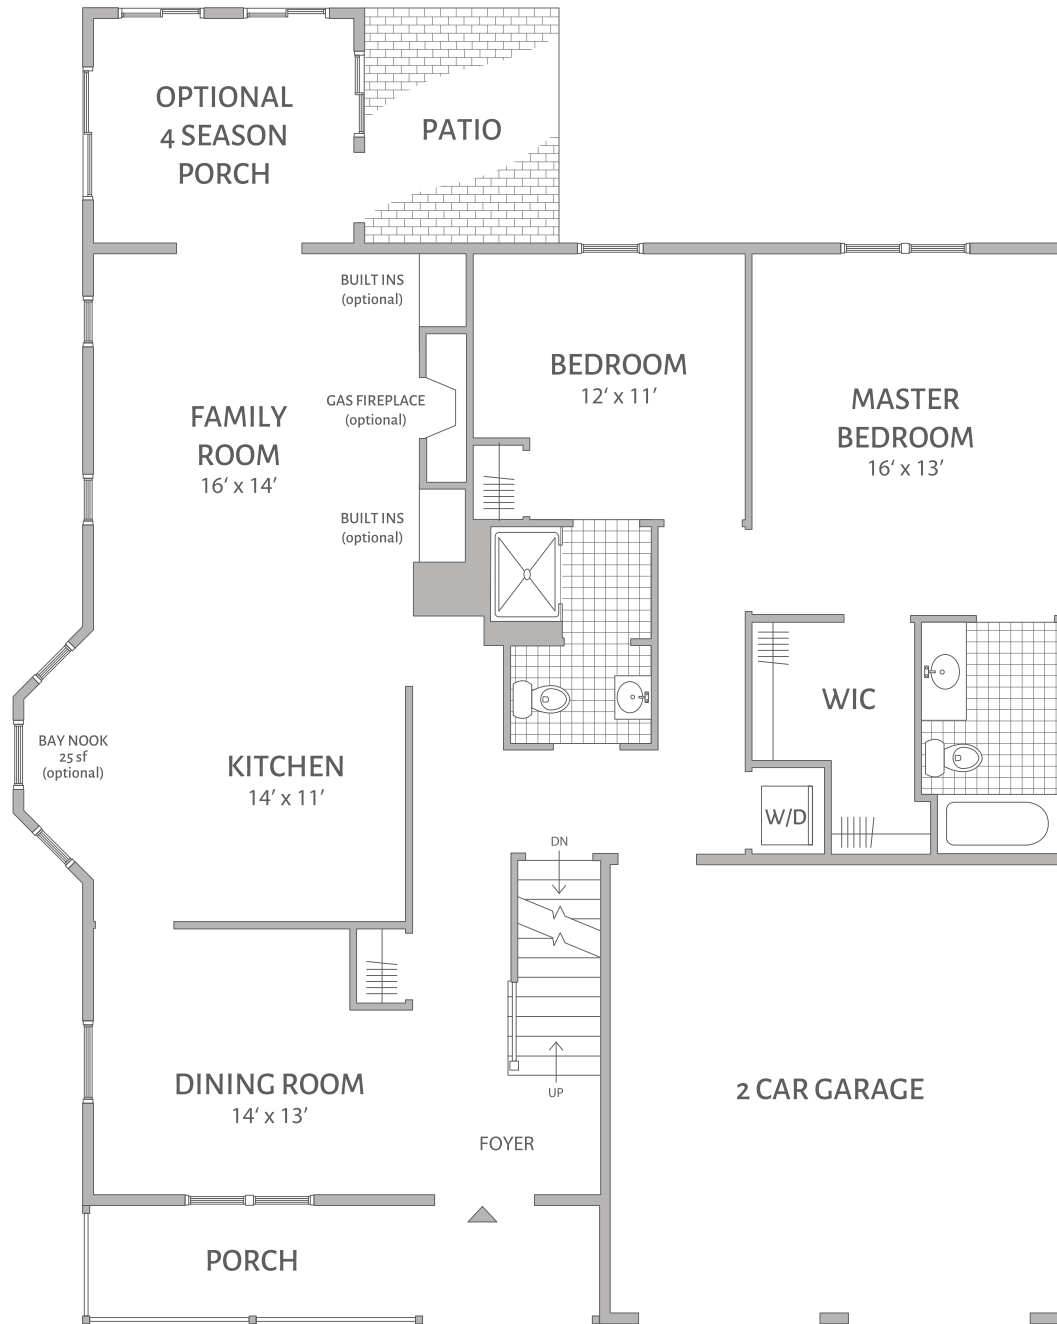 OPTIONAL
4 SEASON
PORCH
PATIO
BUILT INS
(optional)
BEDROOM
12' x 11'
GAS FIREPLACE
(optional)
FAMILY
ROOM
16' x 14'
MASTER
BEDROOM
16' x 13'
BUILT INS
(optional)
WIC
BAY NOOK
25 sf
(optional)
KITCHEN
14' x 11'
W/D
DN
DINING ROOM
14' x 13'
UP
2 CAR GARAGE
FOYER
PORCH